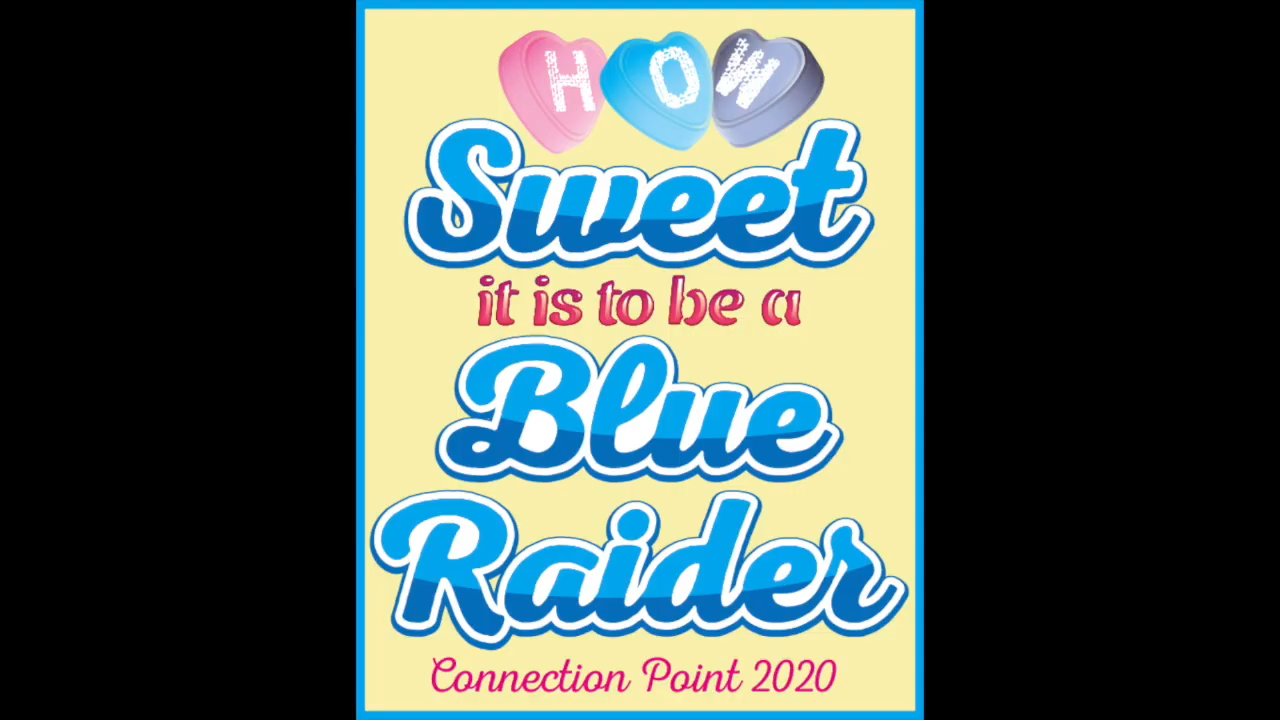 HOW
Sweet
it is to be a
Blue
Raider
Connection Point 2020